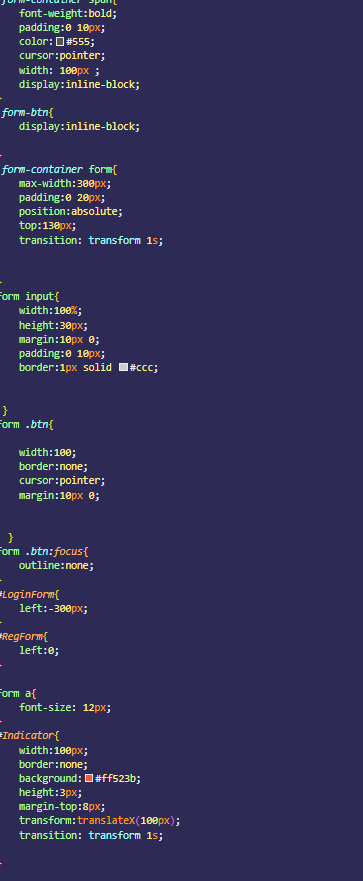 form-container span{
font-weight:bold;
padding:0 10px;
color:#555;
cursor:pointer;
width: 100px ;
display:inline-block;
}
form-btn{
display:inline-block;
}
form-container form{
max-width:300px;
padding:0 20px;
position:absolute;
top:130px;
transition: transform 1s;
}
form input{
width:100%;
height:30px;
margin:10px 0;
padding:0 10px;
border:1px solid #ccc;
}
form .btn{
width:100;
border:none;
cursor:pointer;
margin:10px 0;
}
form .btn:focus{
outline:none;
}
#LoginForm{
left:-300px;
}
#RegForm{
left:0;
}
form a{
font-size: 12px;
}
#Indicator{
width:100px;
border:none;
background:#ff523b;
height:3px;
margin-top:8px;
transform:translateX(100px);
transition: transform 1s;
}